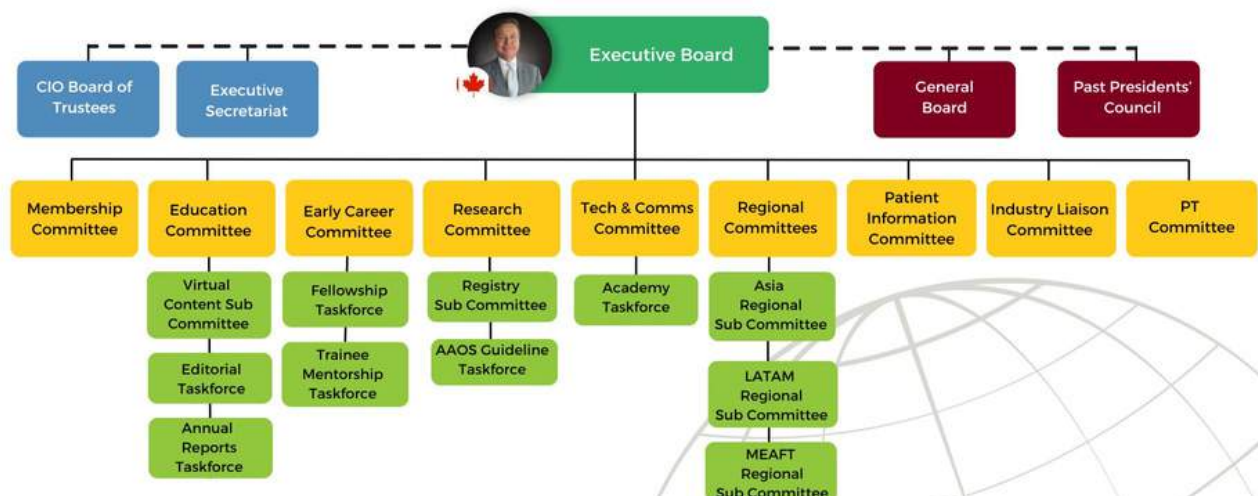 Executive Board
CIO Board of
Trustees
Executive
Secretariat
General
Board
Past Presidents'
Council
Membership
Committee
Education
Committee
Early Career
Committee
Research
Committee
Tech & Comms
Committee
Regional
Committees
Patient
Information
Committee
Industry Liaison
Committee
PT
Committee
Virtual
Content Sub
Committee
Editorial
Taskforce
Annual
Reports
Taskforce
Fellowship
Taskforce
Trainee
Mentorship
Taskforce
Registry
Sub Committee
AAOS Guideline
Taskforce
Academy
Taskforce
Asia
Regional
Sub Committee
LATAM
Regional
Sub Committee
MEAFT
Regional
Sub Committee